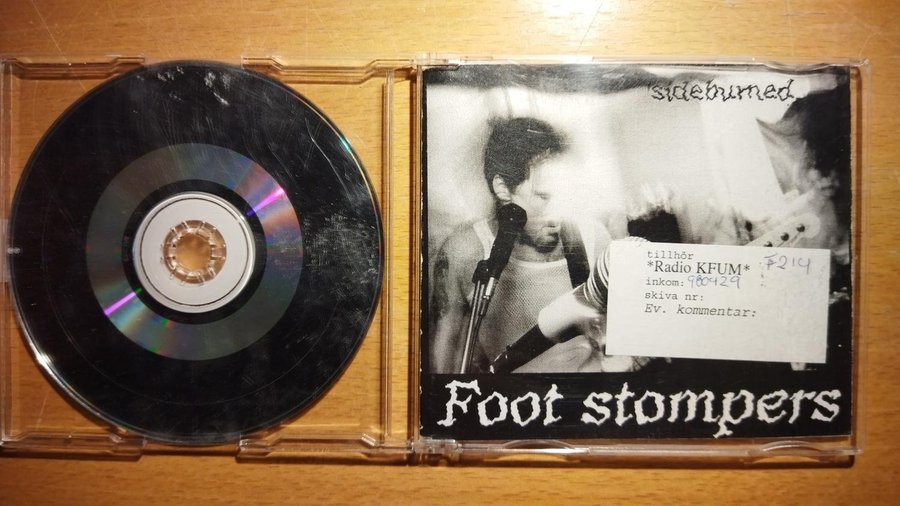 sideburned
tillhör
*Radio KFUM* F214
inkom: 980429
skiva nr:
Ev. kommentar:
Foot stompers